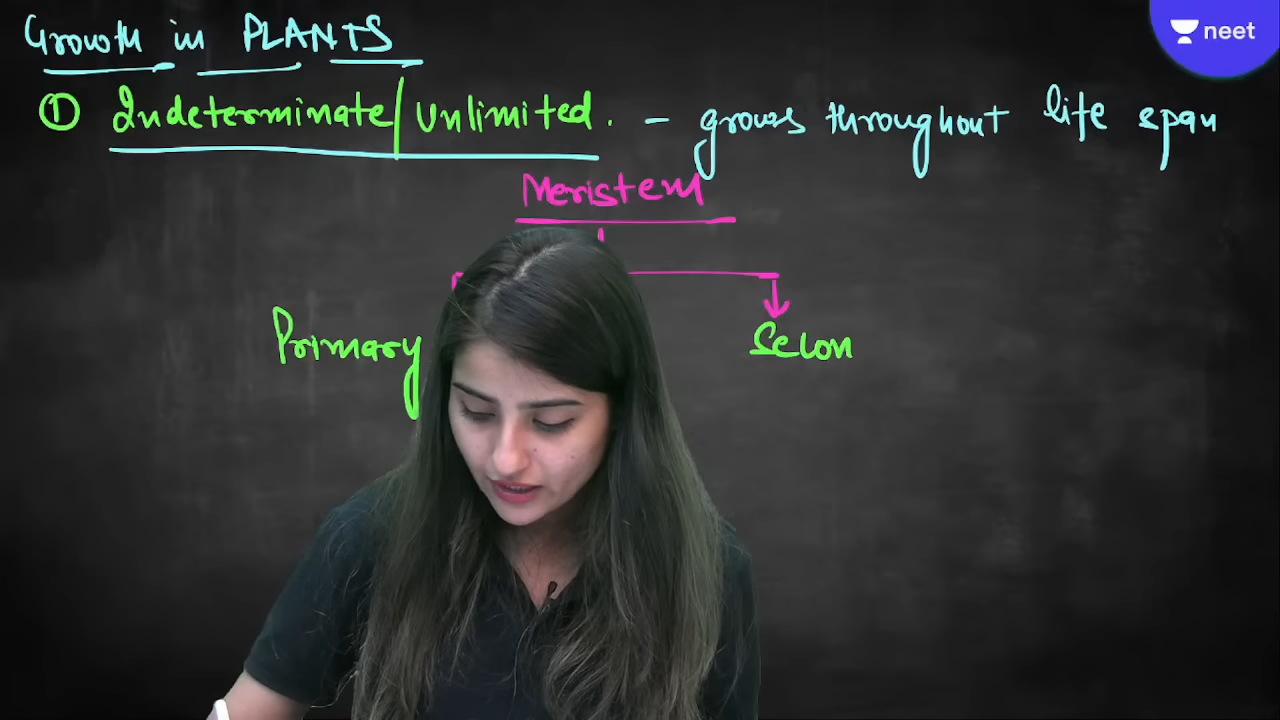 Growth in PLANTS
neet
① Indeterminate/Unlimited. - grows throughout life span
Meristem
Primary Secon